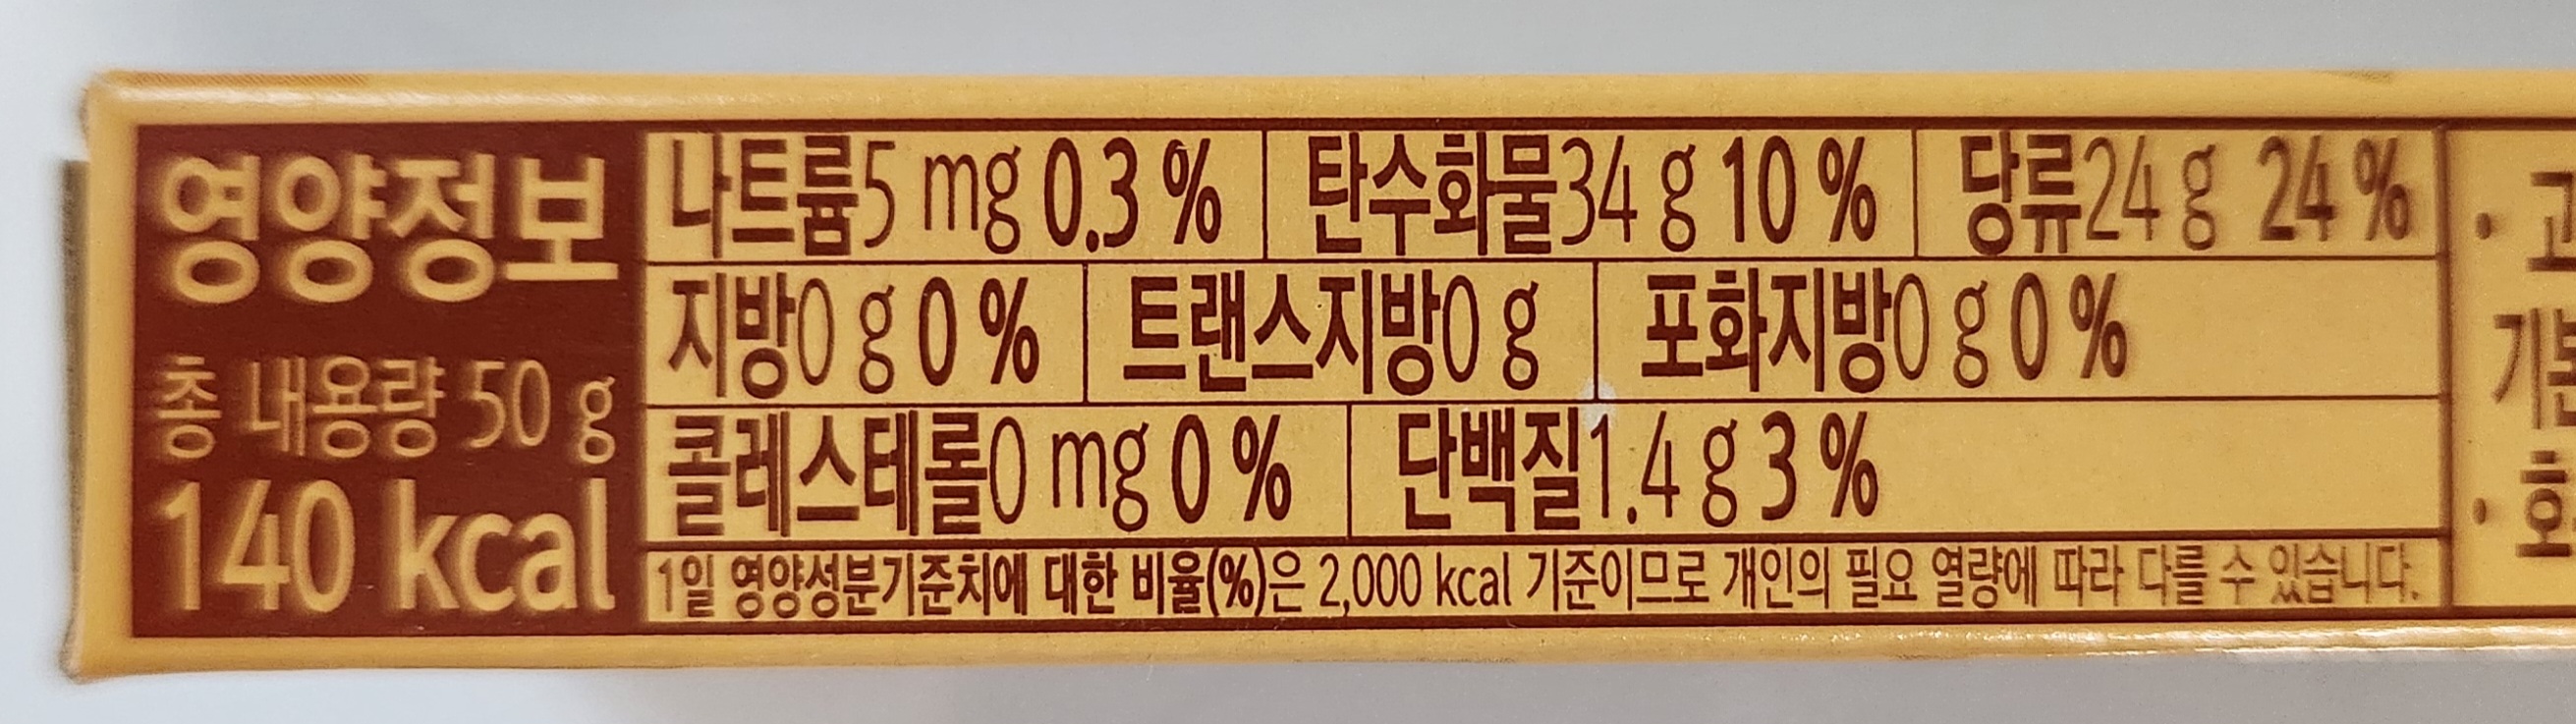 영양정보
총 내용량 50 g
140 kcal
나트륨5 mg 0.3 % 탄수화물34 g 10 % 당류24 g 24 %
지방0 g 0 % 트랜스지방0 g 포화지방0 g 0 %
콜레스테롤0 mg 0 % 단백질1.4 g 3 %
1일 영양성분기준치에 대한 비율(%)은 2,000 kcal 기준이므로 개인의 필요 열량에 따라 다를 수 있습니다.